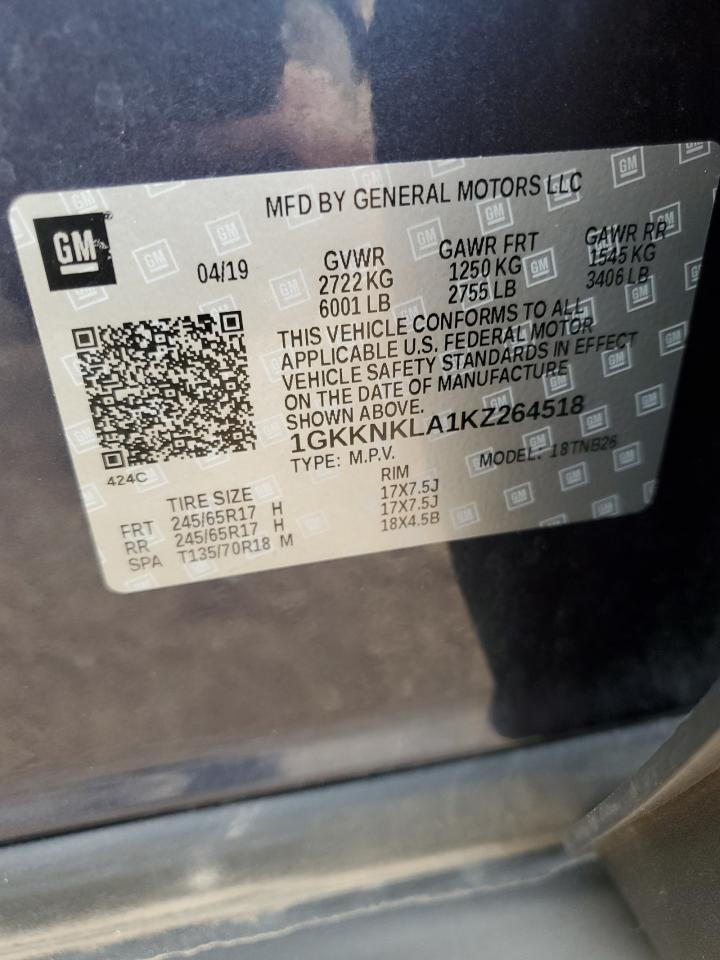 MFD BY GENERAL MOTORS LLC
GM
04/19
GVWR GAWR FRT GAWR RR
2722 KG 1250 KG 1545 KG
6001 LB 2755 LB 3406 LB
THIS VEHICLE CONFORMS TO ALL
APPLICABLE U.S. FEDERAL MOTOR
VEHICLE SAFETY STANDARDS IN EFFECT
ON THE DATE OF MANUFACTURE
SHOWN ABOVE.
1GKKNKLA1KZ264518
TYPE: M.P.V. MODEL: 18TNB26
424C
TIRE SIZE RIM
FRT 245/65R17 H 17X7.5J
RR 245/65R17 H 17X7.5J
SPA T135/70R18 M 18X4.5B